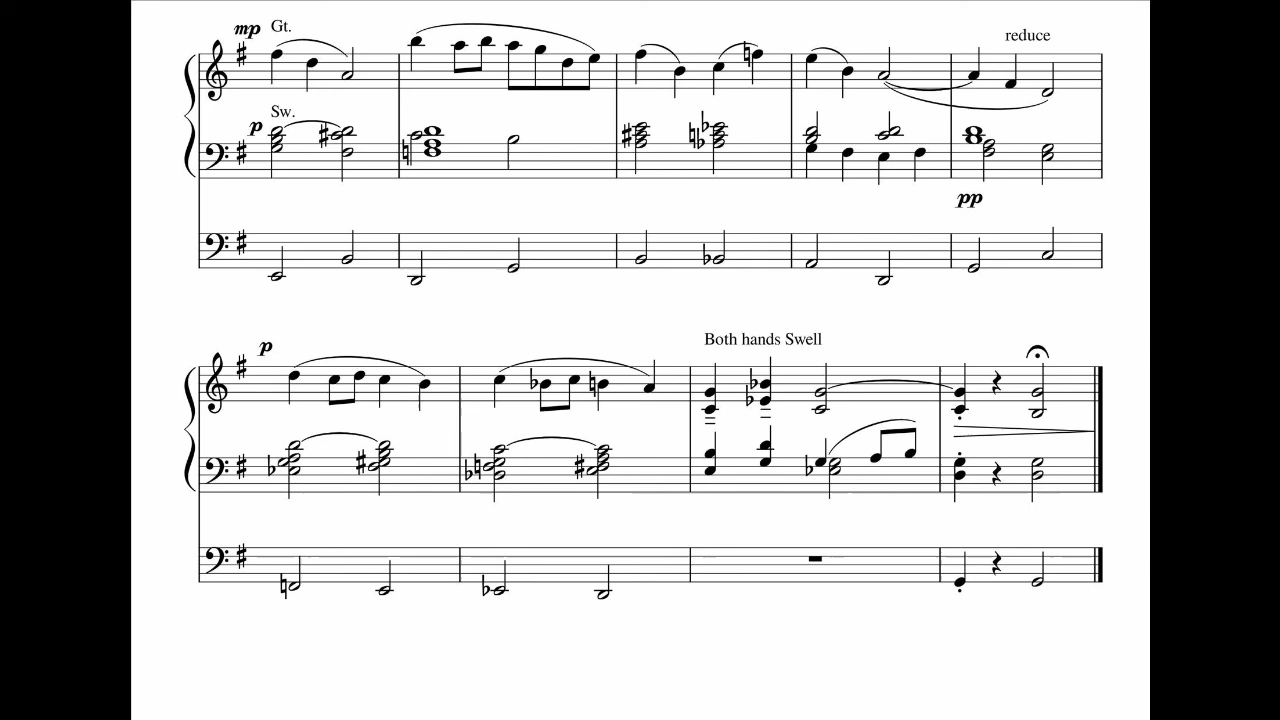 mp Gt.
reduce
Sw.
p
pp
p
Both hands Swell